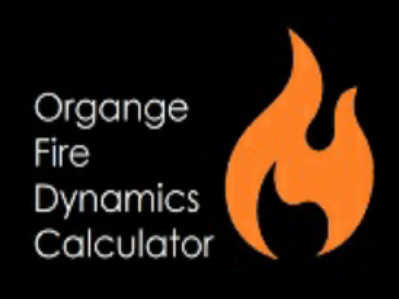 Organge
Fire
Dynamics
Calculator